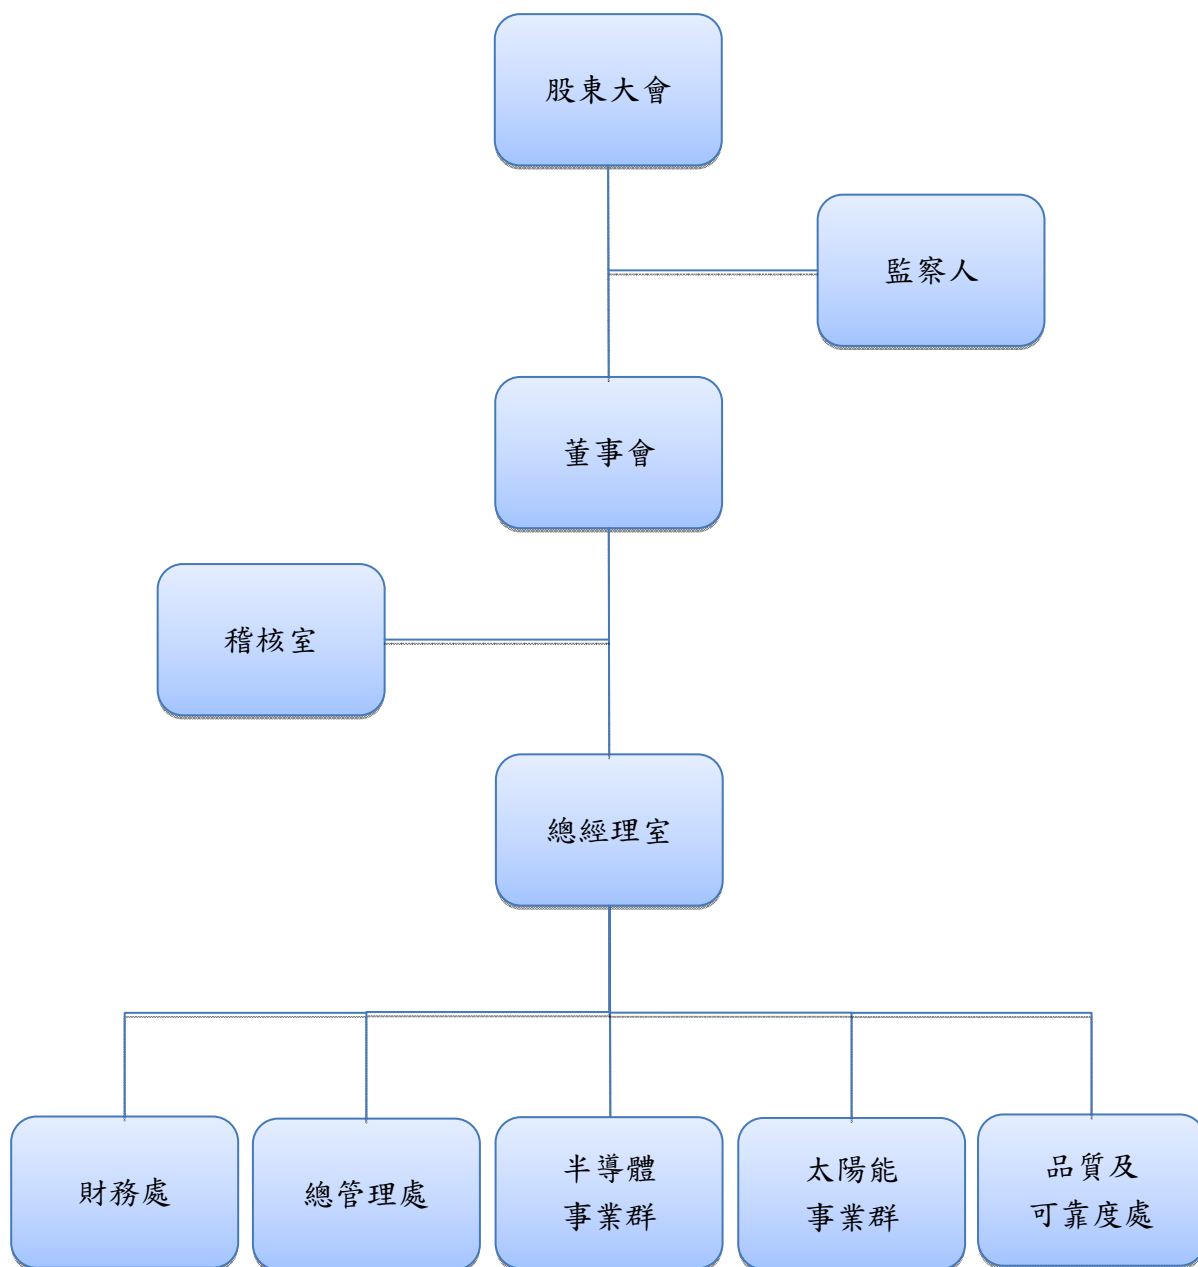 股東大會
監察人
董事會
稽核室
總經理室
財務處
總管理處
半導體
事業群
太陽能
事業群
品質及
可靠度處